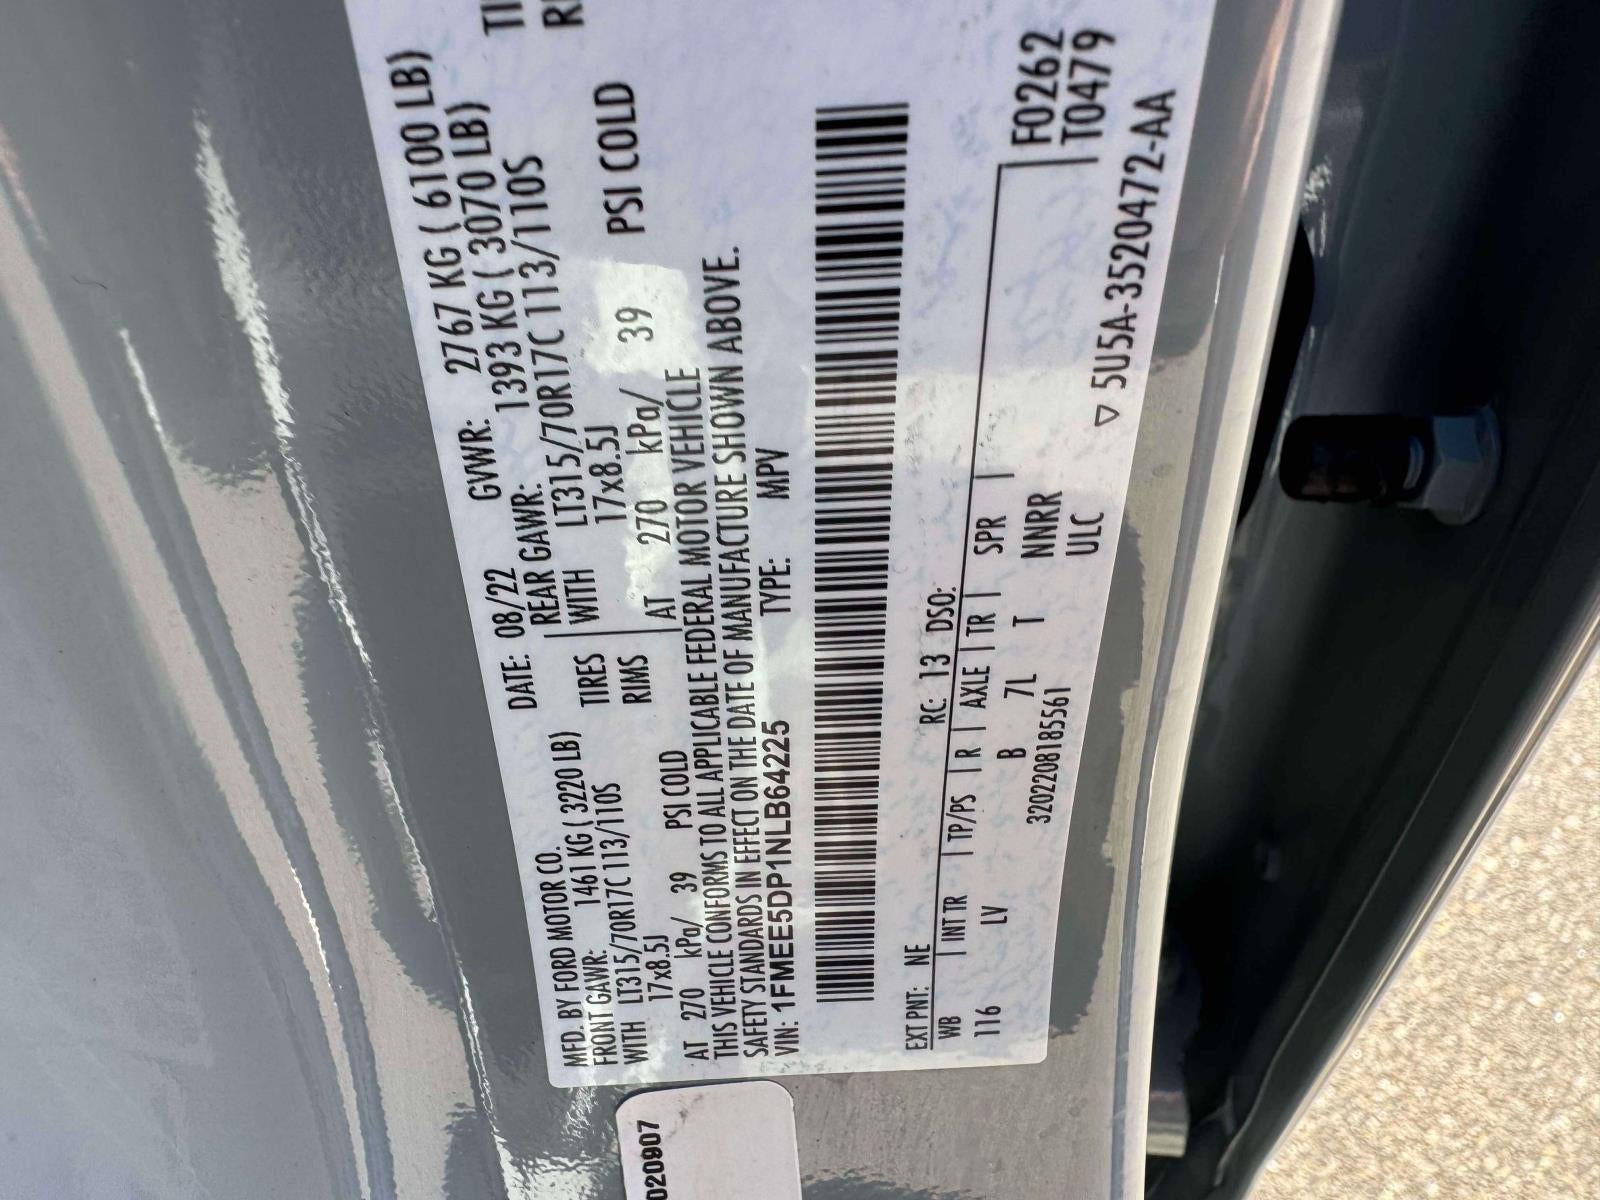 MFD. BY FORD MOTOR CO. DATE: 08/22 GVWR: 2767 KG ( 6100 LB)
FRONT GAWR: 1461 KG ( 3220 LB) REAR GAWR: 1393 KG ( 3070 LB)
WITH LT315/70R17C 113/110S TIRES WITH LT315/70R17C 113/110S TI
17x8.5J RIMS 17x8.5J RI
AT 270 kPa/ 39 PSI COLD AT 270 kPa/ 39 PSI COLD
THIS VEHICLE CONFORMS TO ALL APPLICABLE FEDERAL MOTOR VEHICLE
SAFETY STANDARDS IN EFFECT ON THE DATE OF MANUFACTURE SHOWN ABOVE.
VIN: 1FMEE5DP1NLB64225 TYPE: MPV
EXT PNT: NE RC: 13 DSO:
WB INT TR TP/PS R AXLE TR SPR F0262
116 LV B 7L T NNRR T0479
3202208185561 ULC
▽ 5U5A-3520472-AA
020907